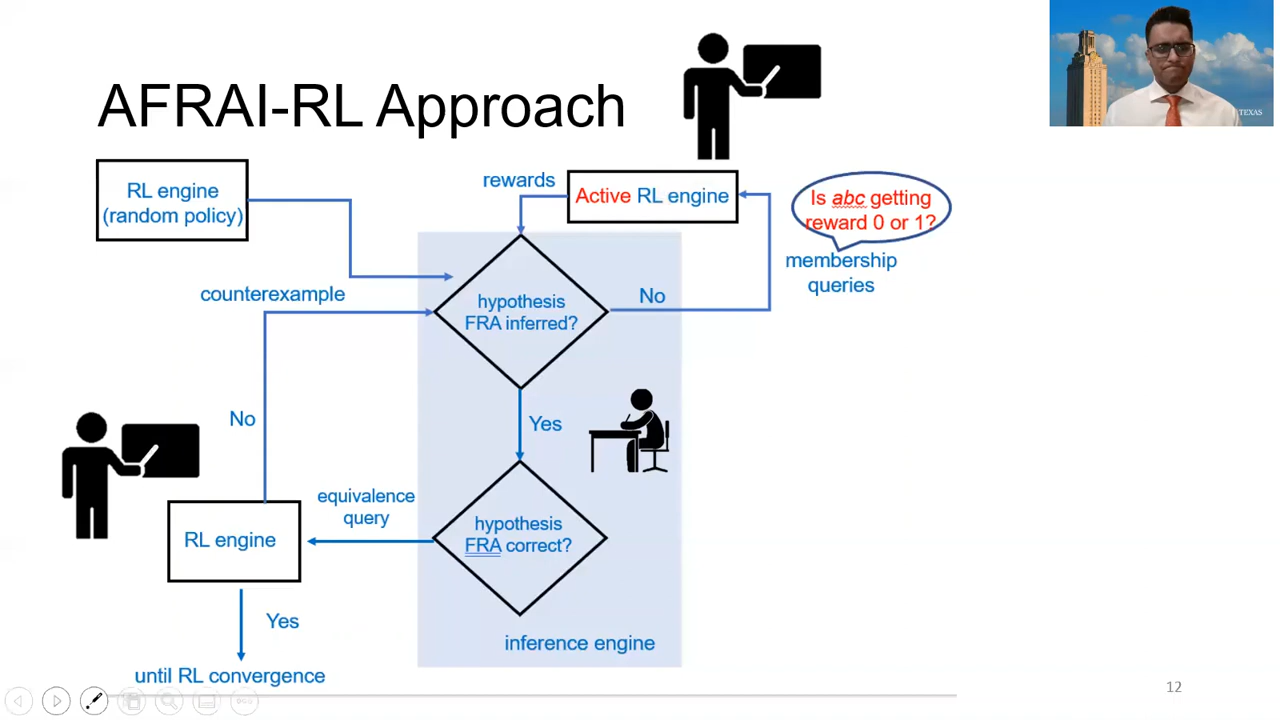 AFRAI-RL Approach
TEXAS
RL engine
(random policy)
rewards
Active RL engine
Is abc getting
reward 0 or 1?
membership
queries
counterexample
hypothesis
FRA inferred?
No
No
Yes
equivalence
query
RL engine
hypothesis
FRA correct?
Yes
inference engine
until RL convergence
12